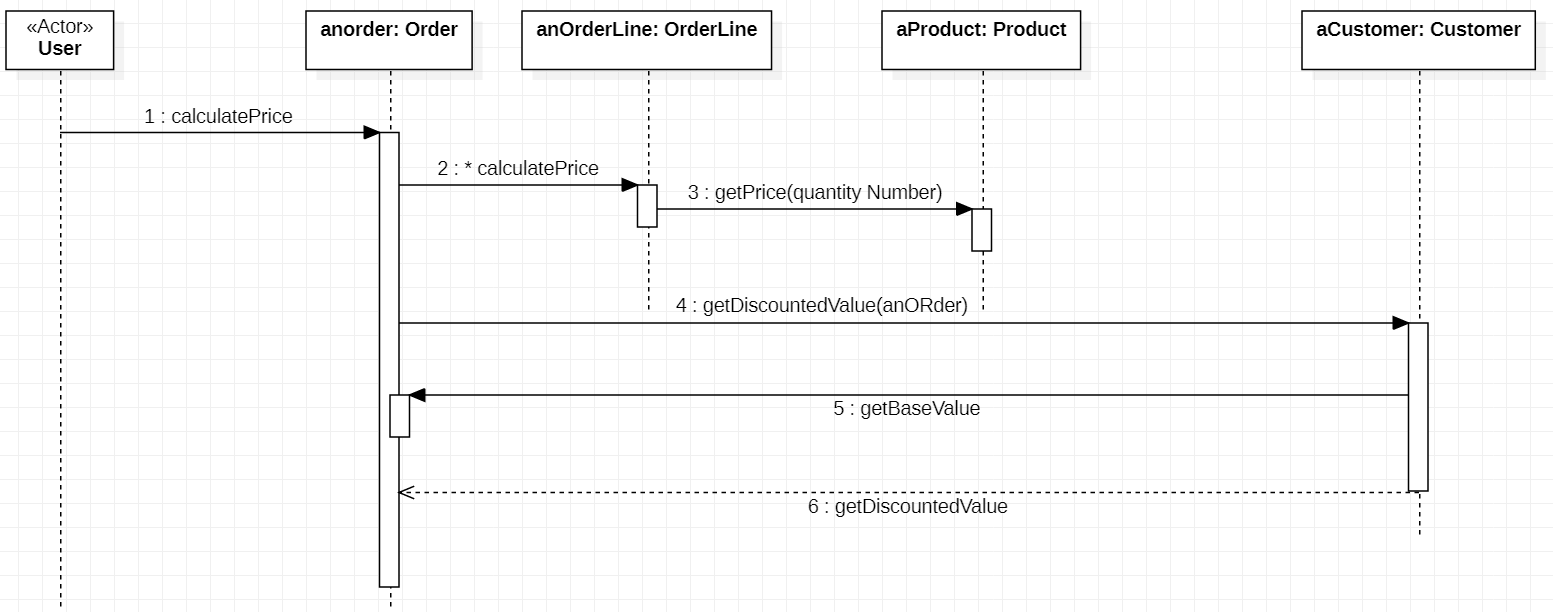 «Actor»
User
anorder: Order
anOrderLine: OrderLine
aProduct: Product
aCustomer: Customer
1 : calculatePrice
2 : * calculatePrice
3 : getPrice(quantity Number)
4 : getDiscountedValue(anORder)
5 : getBaseValue
6 : getDiscountedValue